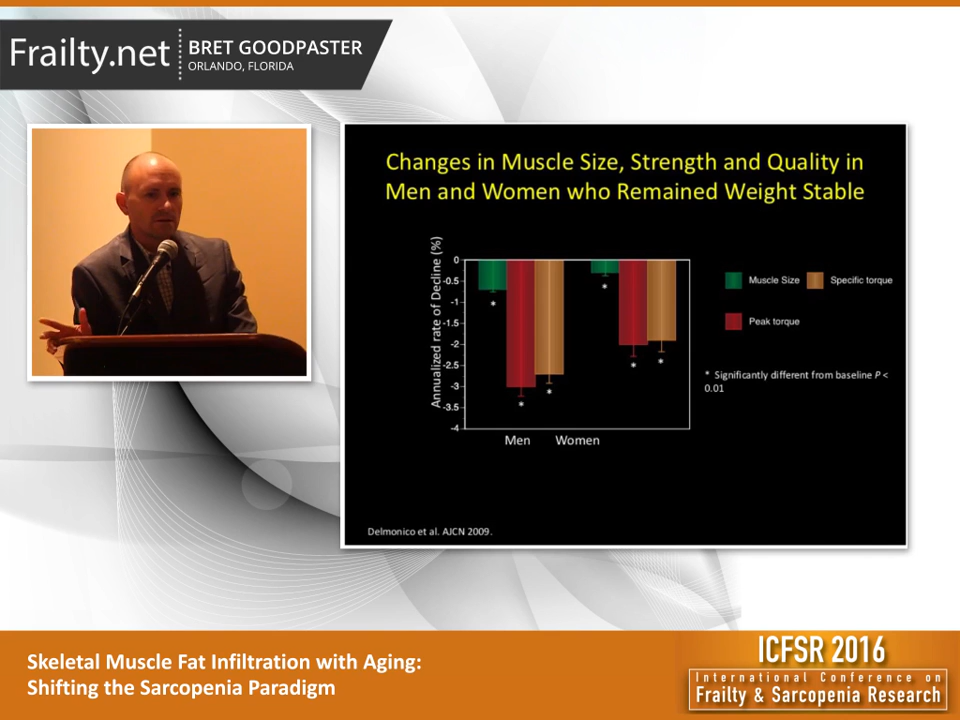 Frailty.net
BRET GOODPASTER
ORLANDO, FLORIDA
Changes in Muscle Size, Strength and Quality in
Men and Women who Remained Weight Stable
Annualized rate of Decline (%)
0
-0.5
-1
-1.5
-2
-2.5
-3
-3.5
-4
*
*
*
*
*
*
Men Women
Muscle Size Specific torque
Peak torque
* Significantly different from baseline P <
0.01
Delmonico et al. AJCN 2009.
Skeletal Muscle Fat Infiltration with Aging:
Shifting the Sarcopenia Paradigm
ICFSR 2016
International Conference on
Frailty & Sarcopenia Research